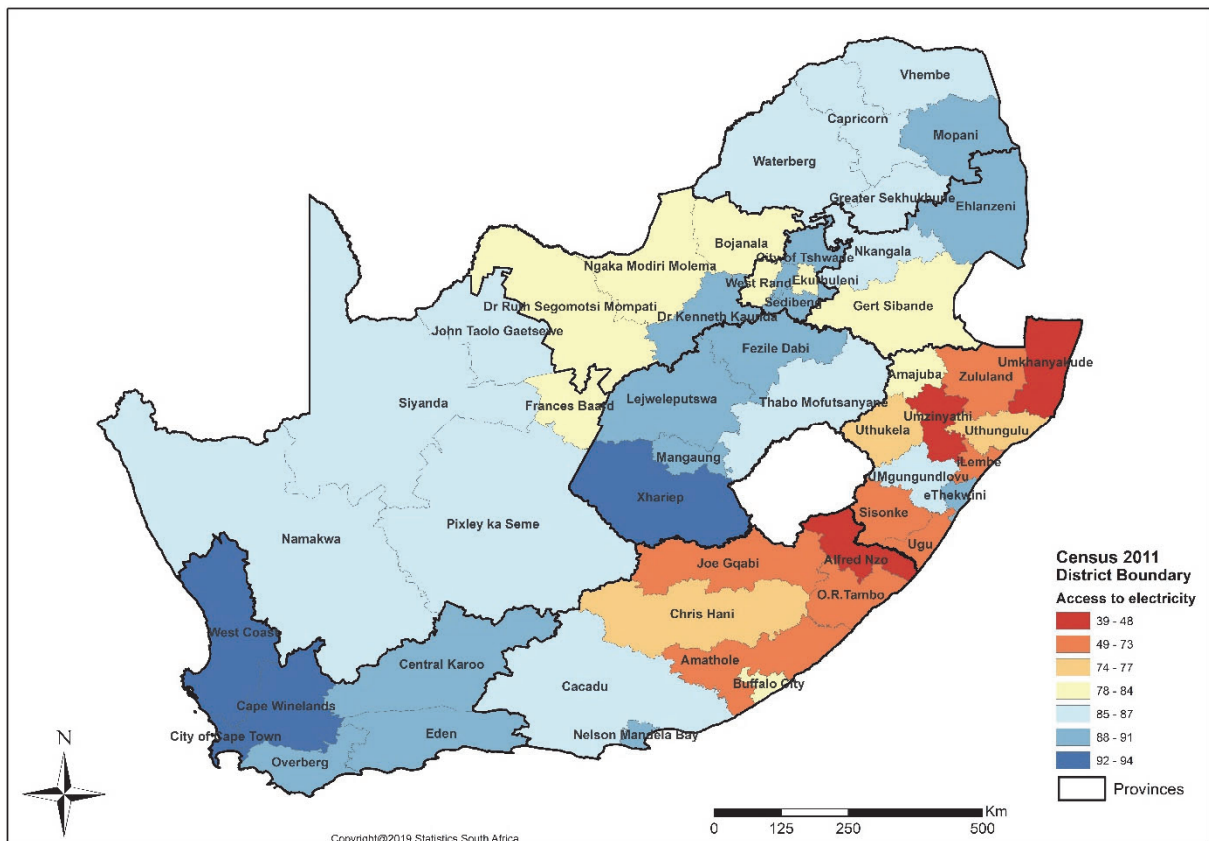 Vhembe
Capricorn
Mopani
Waterberg
Greater Sekhukhune
Ehlanzeni
Nkangala
Bojanala
City of Tshwane
Ngaka Modiri Molema
West Rand
Ekurhuleni
Sedibeng
Dr Ruth Segomotsi Mompati
Dr Kenneth Kaunda
Gert Sibande
John Taolo Gaetsewe
Fezile Dabi
Amajuba
Zululand
Umkhanyakude
Siyanda
Frances Baard
Lejweleputswa
Thabo Mofutsanyane
Umzinyathi
Uthukela
Uthungulu
Mangaung
iLembe
UMgungundlovu
eThekwini
Xhariep
Sisonke
Pixley ka Seme
Namakwa
Ugu
Joe Gqabi
Alfred Nzo
O.R.Tambo
Chris Hani
West Coast
Central Karoo
Amathole
Buffalo City
Cacadu
Cape Winelands
City of Cape Town
Eden
Nelson Mandela Bay
Overberg
Census 2011
District Boundary
Access to electricity
39 - 48
49 - 73
74 - 77
78 - 84
85 - 87
88 - 91
92 - 94
Provinces
N
Km
0 125 250 500
Copyright@2019 Statistics South Africa